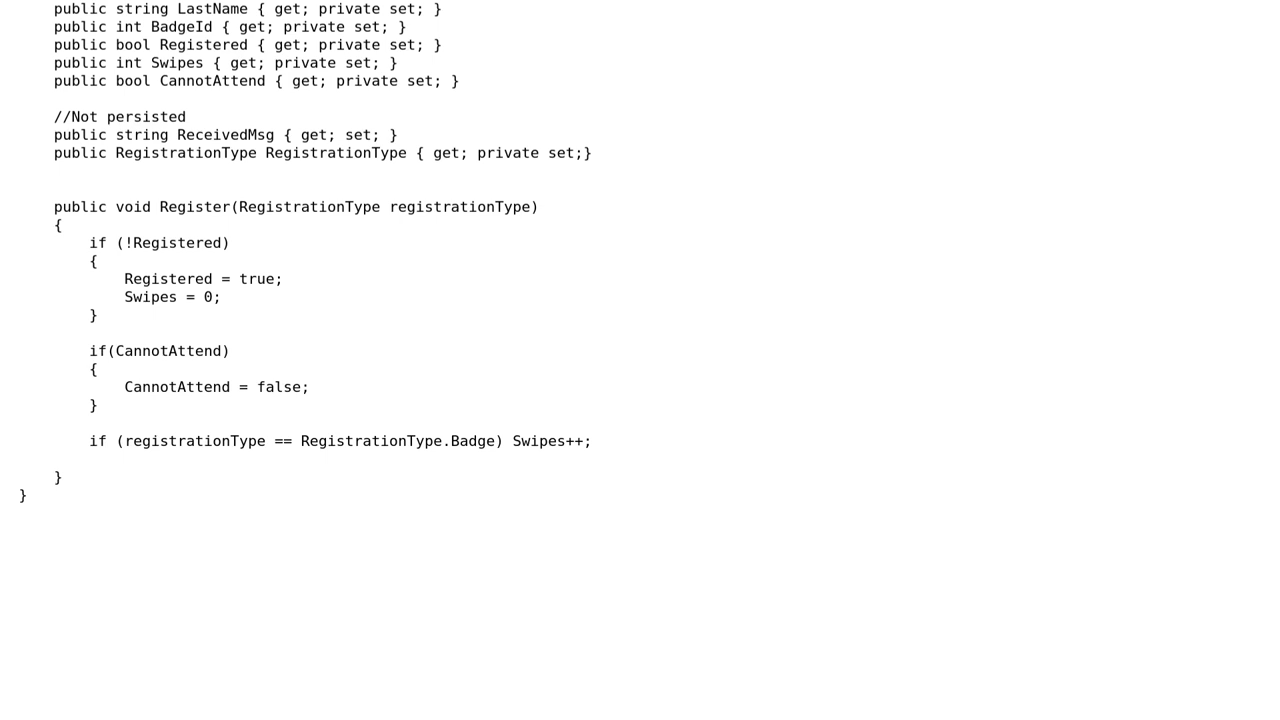 public string LastName { get; private set; }
public int BadgeId { get; private set; }
public bool Registered { get; private set; }
public int Swipes { get; private set; }
public bool CannotAttend { get; private set; }
//Not persisted
public string ReceivedMsg { get; set; }
public RegistrationType RegistrationType { get; private set;}
public void Register(RegistrationType registrationType)
{
if (!Registered)
{
Registered = true;
Swipes = 0;
}
if(CannotAttend)
{
CannotAttend = false;
}
if (registrationType == RegistrationType.Badge) Swipes++;
}
}